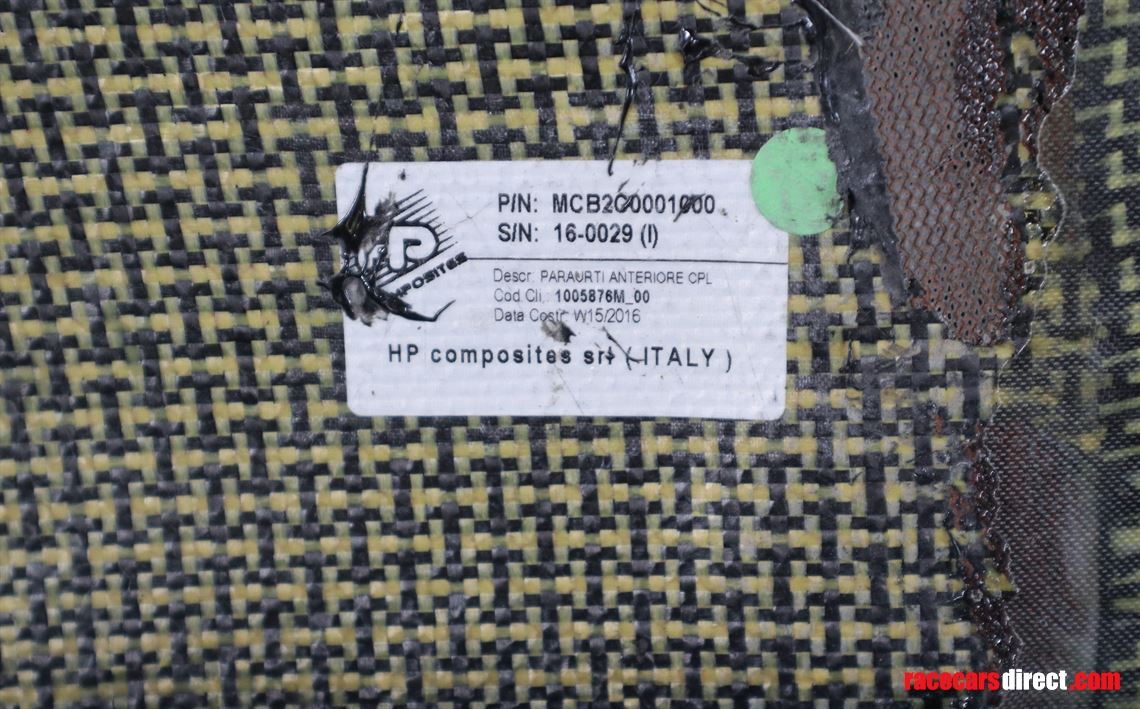 P/N: MCB2C0001000
S/N: 16-0029 (I)
Descr: PARAURTI ANTERIORE CPL
Cod.Cli.: 1005876M_00
Data Costr: W15/2016
HP composites srl ( ITALY )
racecarsdirect.com